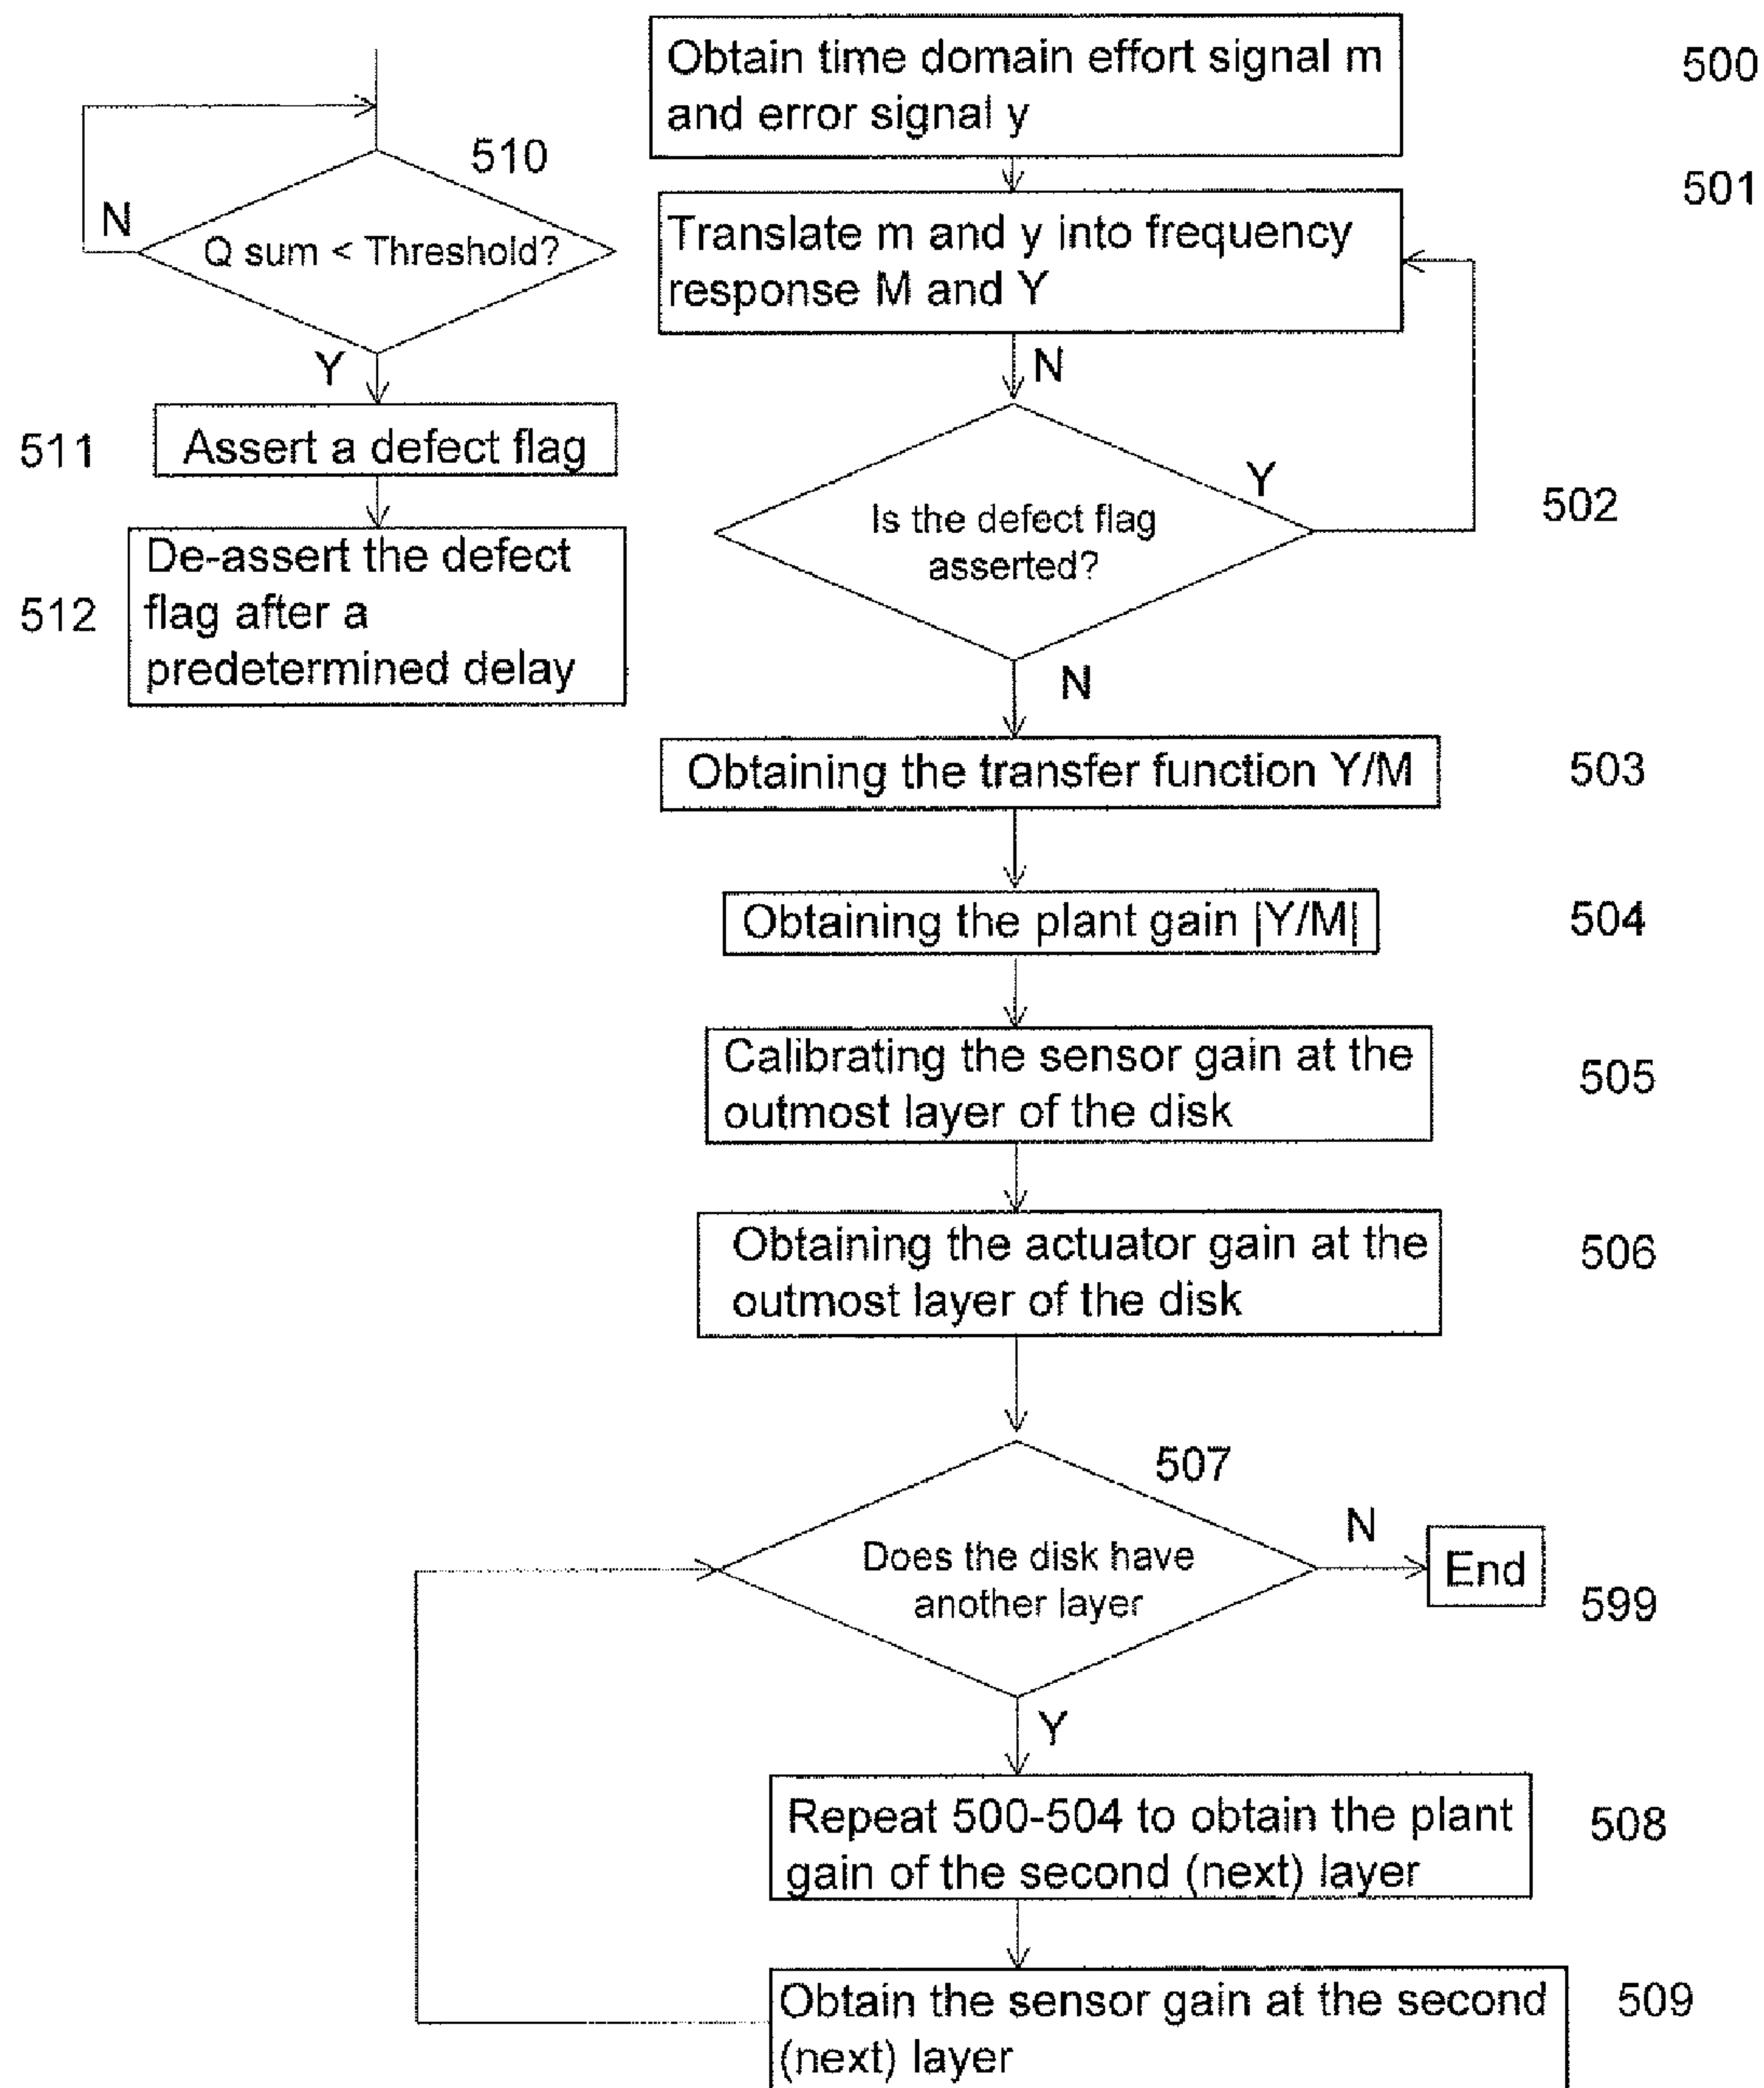 Obtain time domain effort signal m
and error signal y
500
510
N
Q sum < Threshold?
Y
511
Assert a defect flag
512
De-assert the defect
flag after a
predetermined delay
501
Translate m and y into frequency
response M and Y
N
Is the defect flag
asserted?
Y
502
N
Obtaining the transfer function Y/M
503
Obtaining the plant gain |Y/M|
504
Calibrating the sensor gain at the
outmost layer of the disk
505
Obtaining the actuator gain at the
outmost layer of the disk
506
507
Does the disk have
another layer
N
End
599
Y
Repeat 500-504 to obtain the plant
gain of the second (next) layer
508
Obtain the sensor gain at the second
(next) layer
509